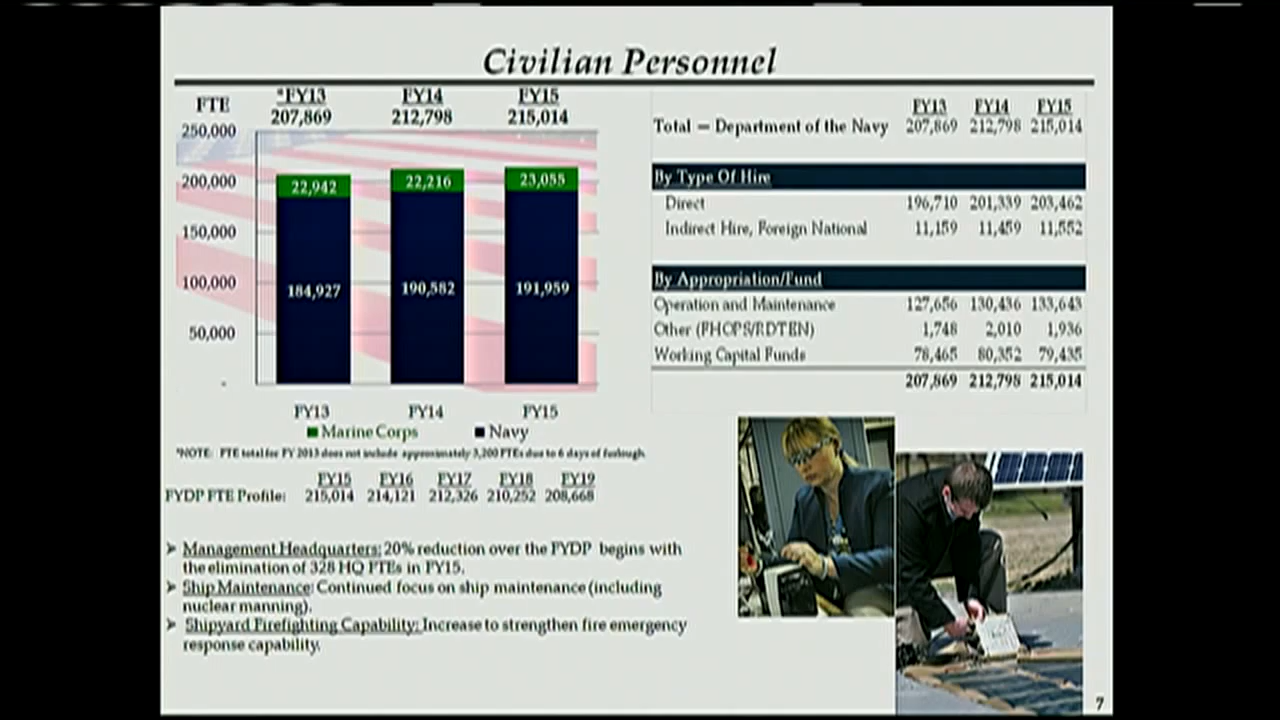 Civilian Personnel
FTE
*FY13 FY14 FY15
207,869 212,798 215,014
250,000
200,000
150,000
100,000
50,000
-
22,942 22,216 23,055
184,927 190,582 191,959
FY13 FY14 FY15
Marine Corps Navy
*NOTE: FTE total for FY 2013 does not include approximately 3,200 FTEs due to 6 days of furlough.
FY15 FY16 FY17 FY18 FY19
FYDP FTE Profile: 215,014 214,121 212,326 210,252 208,668
➢ Management Headquarters: 20% reduction over the FYDP begins with
the elimination of 328 HQ FTEs in FY15.
➢ Ship Maintenance: Continued focus on ship maintenance (including
nuclear manning).
➢ Shipyard Firefighting Capability: Increase to strengthen fire emergency
response capability.
FY13 FY14 FY15
Total – Department of the Navy 207,869 212,798 215,014
By Type Of Hire
Direct 196,710 201,339 203,462
Indirect Hire, Foreign National 11,159 11,459 11,552
By Appropriation/Fund
Operation and Maintenance 127,656 130,436 133,643
Other (FHOPS/RDTEN) 1,748 2,010 1,936
Working Capital Funds 78,465 80,352 79,435
207,869 212,798 215,014
7